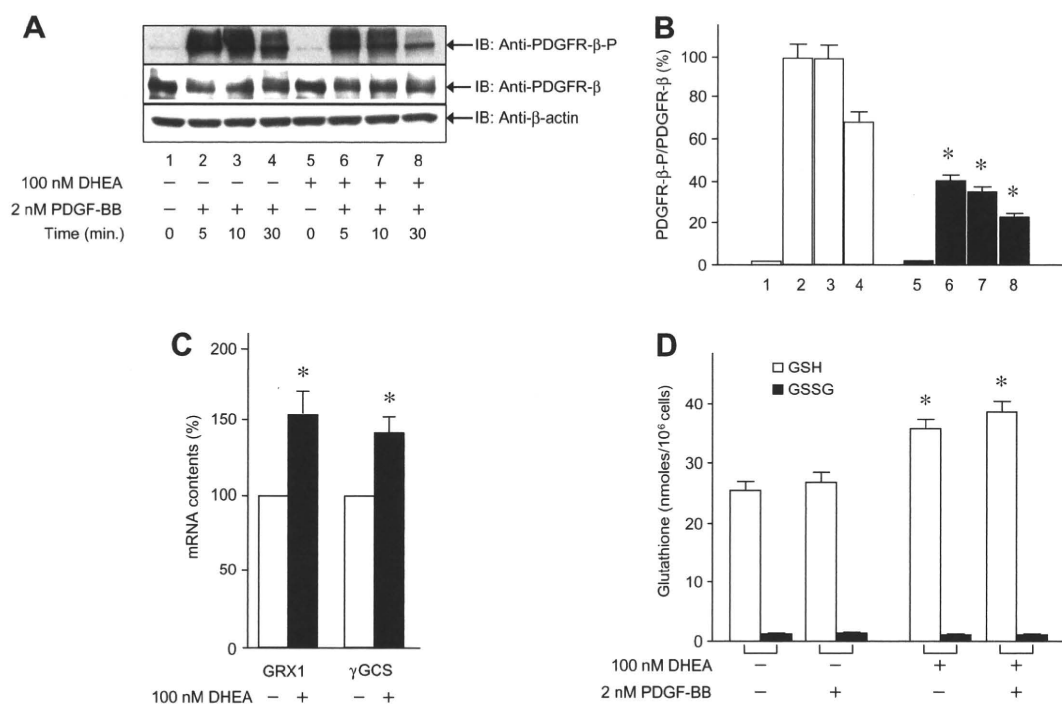 A
IB: Anti-PDGFR-β-P
IB: Anti-PDGFR-β
IB: Anti-β-actin
1 2 3 4 5 6 7 8
100 nM DHEA − − − − + + + +
2 nM PDGF-BB − + + + − + + +
Time (min.) 0 5 10 30 0 5 10 30
B
PDGFR-β-P/PDGFR-β (%)
100
80
60
40
20
0
* * *
1 2 3 4 5 6 7 8
C
mRNA contents (%)
200
150
100
50
0
* *
GRX1 γGCS
100 nM DHEA − + − +
D
GSH
GSSG
Glutathione (nmoles/10⁶ cells)
40
30
20
10
0
* *
100 nM DHEA − − + +
2 nM PDGF-BB − + − +